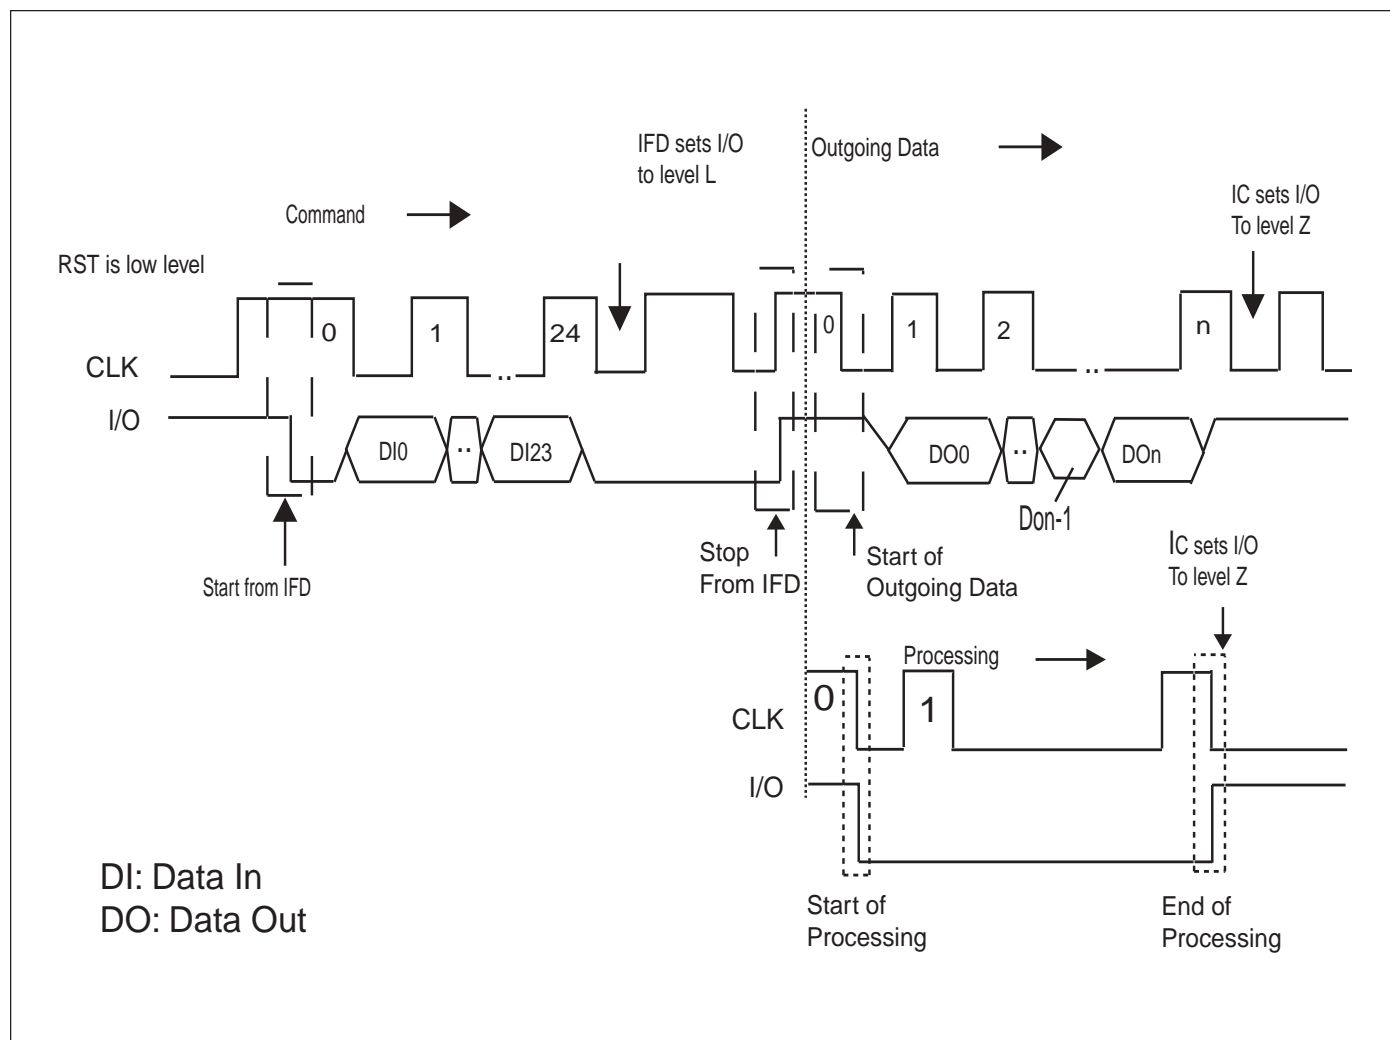 IFD sets I/O
to level L
Outgoing Data
Command
IC sets I/O
To level Z
RST is low level
CLK
0
1
..
24
0
1
2
..
n
I/O
DI0
..
DI23
DO0
..
DOn
Don-1
Start from IFD
Stop
From IFD
Start of
Outgoing Data
IC sets I/O
To level Z
Processing
CLK
0
1
I/O
DI: Data In
DO: Data Out
Start of
Processing
End of
Processing